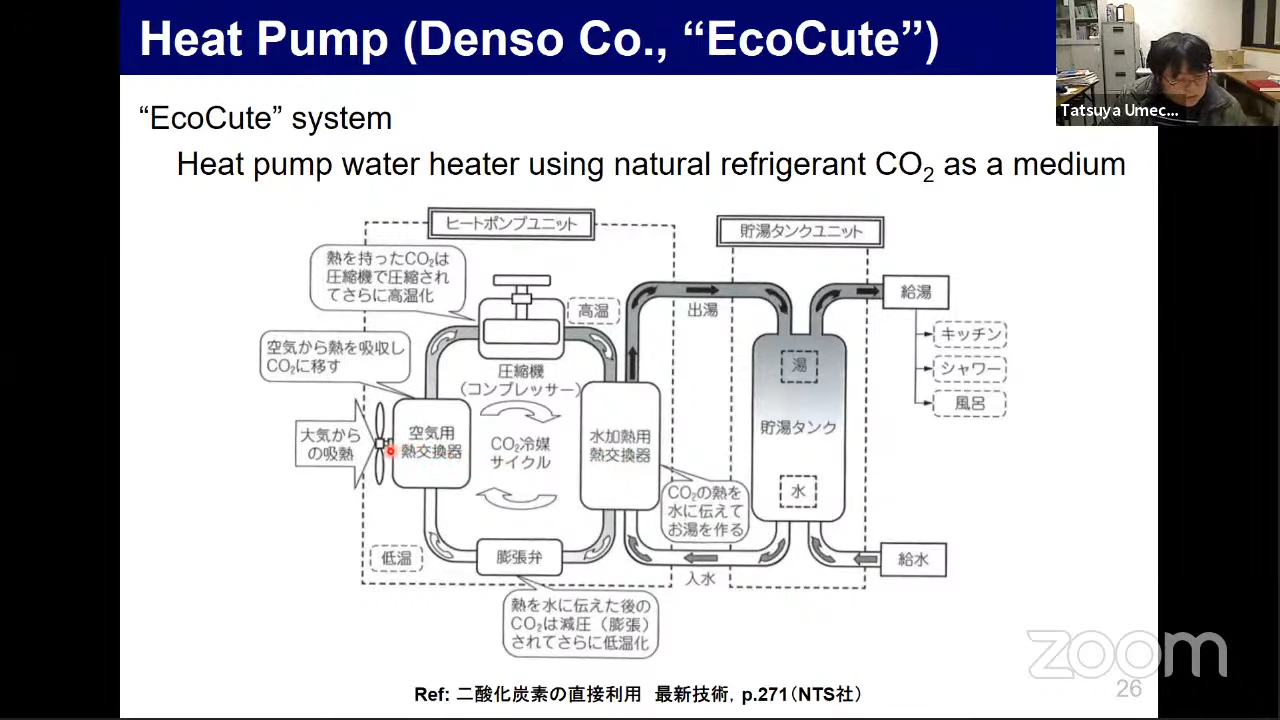 Heat Pump (Denso Co., “EcoCute”)
Tatsuya Umec...
“EcoCute” system
Heat pump water heater using natural refrigerant CO₂ as a medium
ヒートポンプユニット
貯湯タンクユニット
熱を持ったCO₂は
圧縮機で圧縮され
てさらに高温化
高温
出湯
給湯
キッチン
シャワー
風呂
空気から熱を吸収し
CO₂に移す
圧縮機
（コンプレッサー）
湯
大気から
の吸熱
空気用
熱交換器
CO₂冷媒
サイクル
水加熱用
熱交換器
貯湯タンク
CO₂の熱を
水に伝えて
お湯を作る
水
低温
膨張弁
入水
給水
熱を水に伝えた後の
CO₂は減圧（膨張）
されてさらに低温化
zoom
Ref: 二酸化炭素の直接利用 最新技術, p.271（NTS社）
26